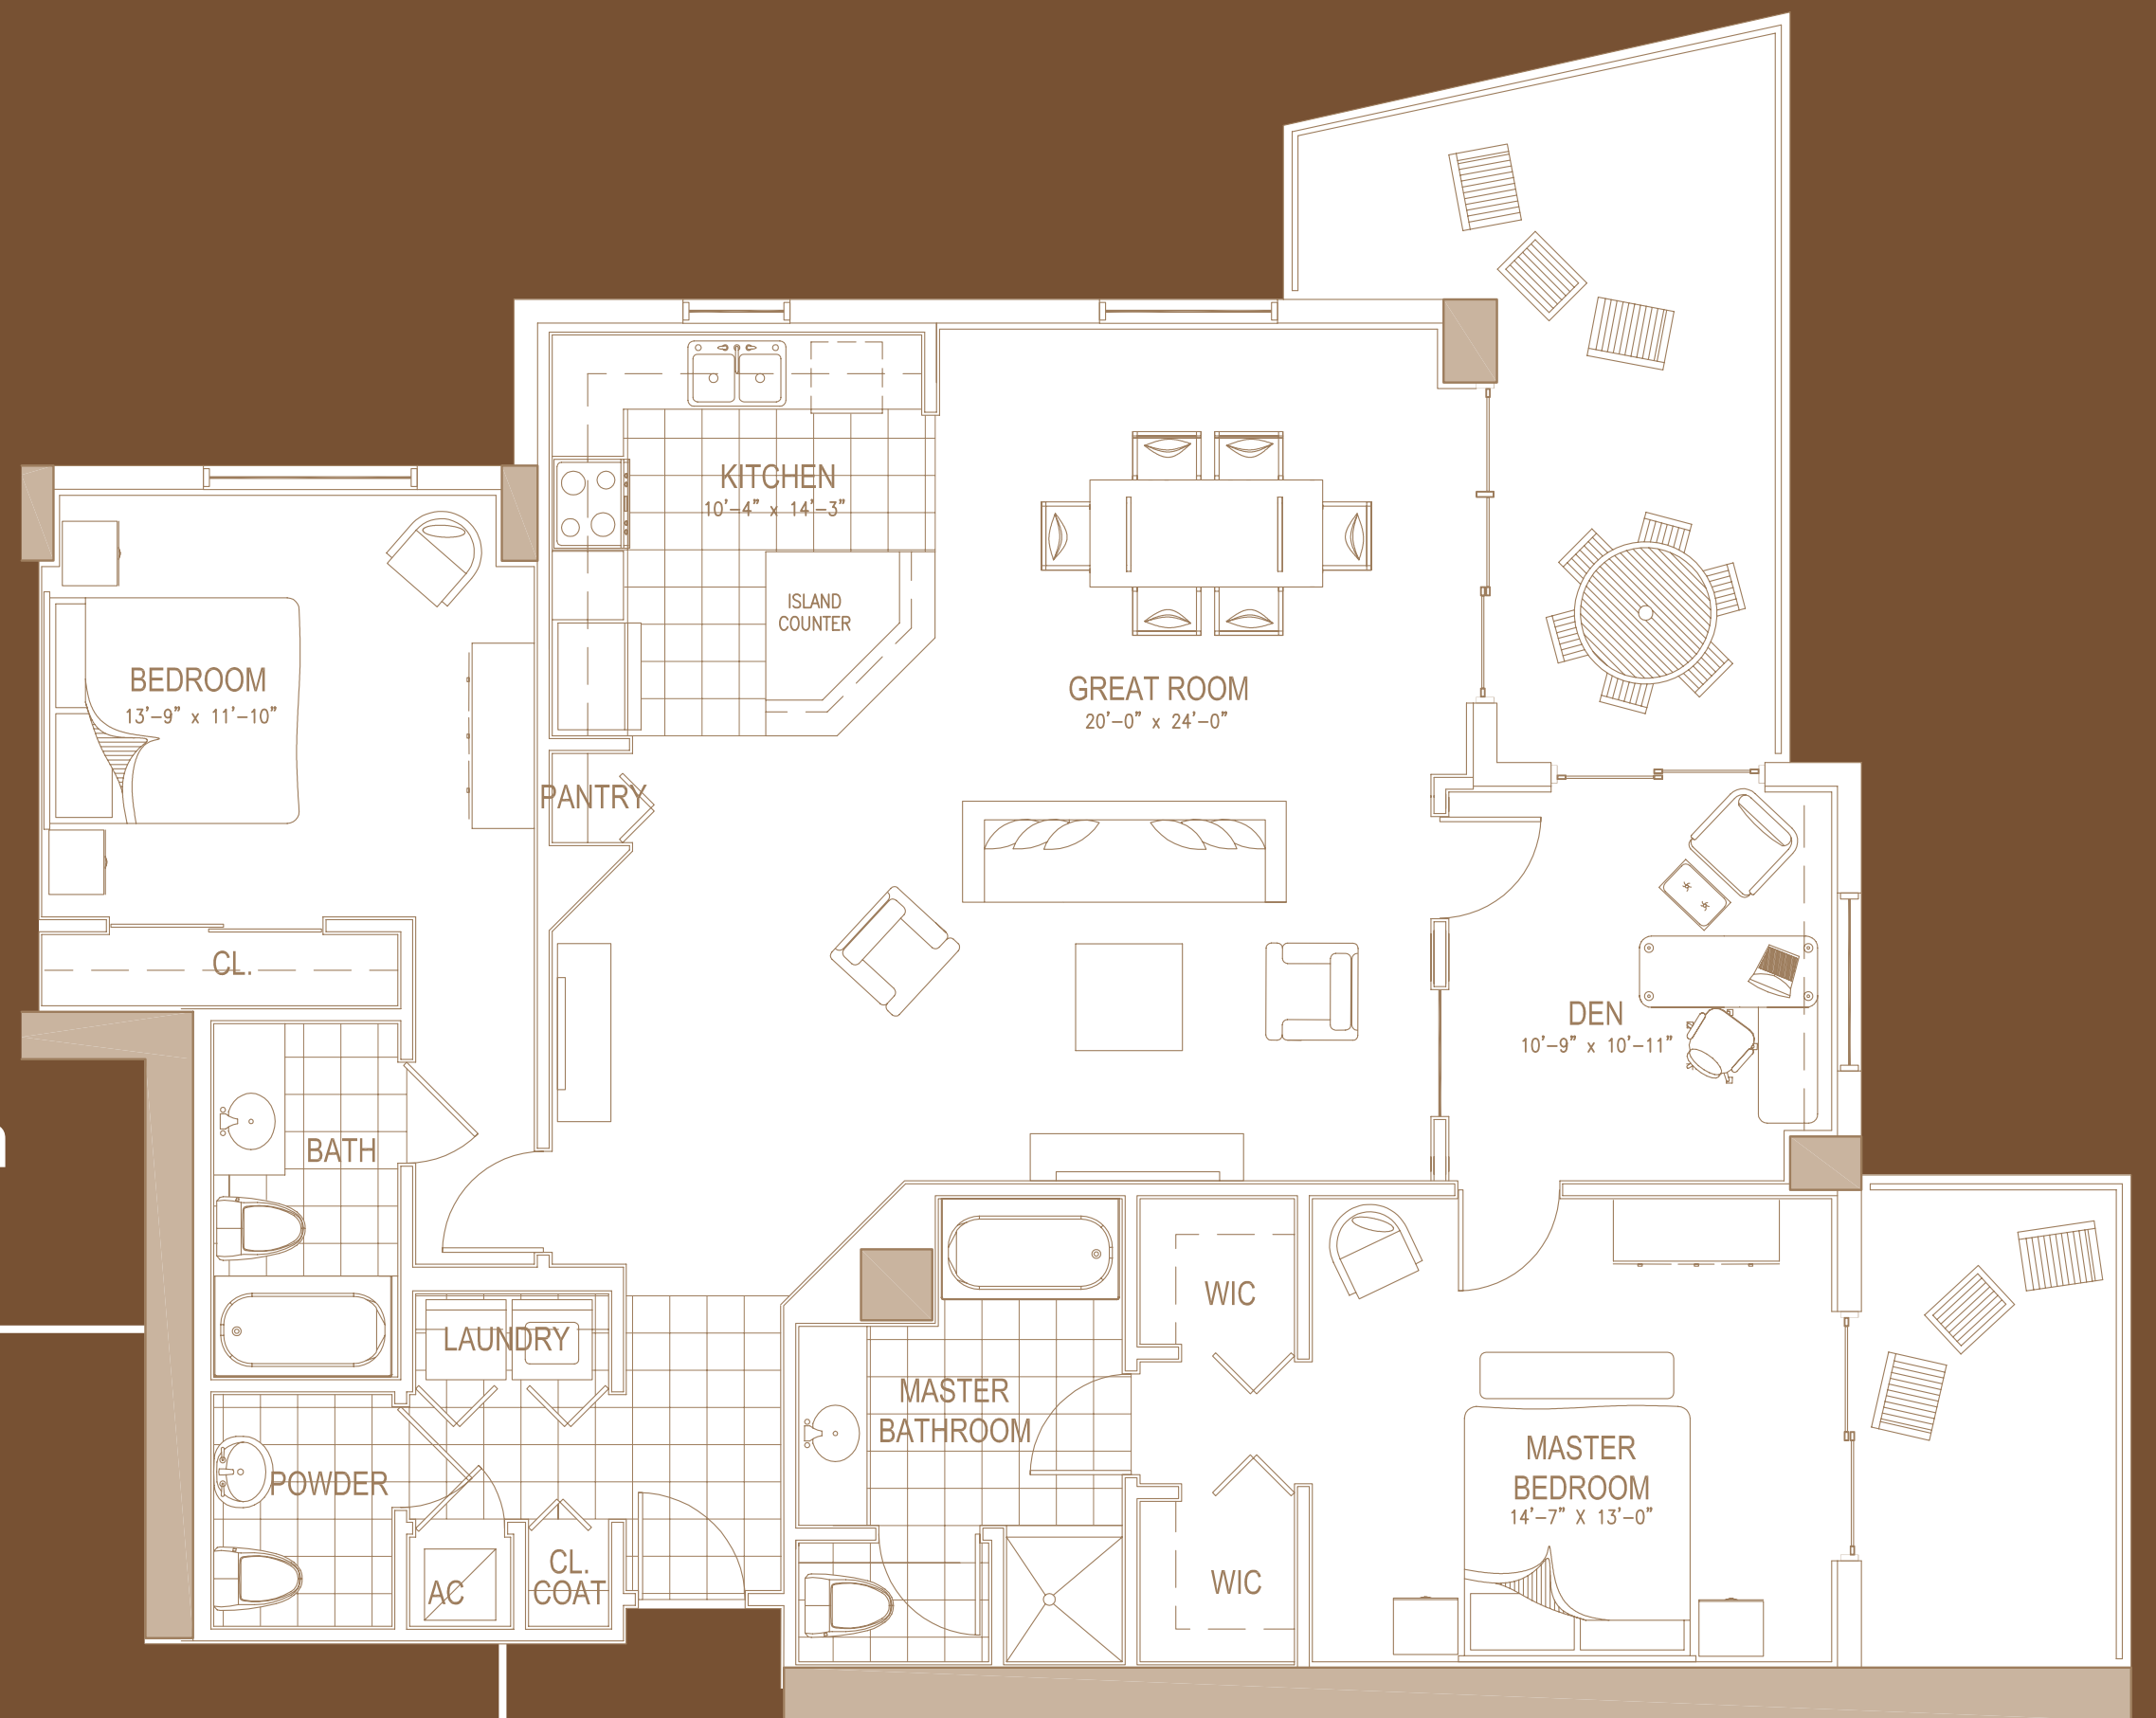 KITCHEN
10'-4" x 14'-3"
ISLAND
COUNTER
BEDROOM
13'-9" x 11'-10"
GREAT ROOM
20'-0" x 24'-0"
PANTRY
CL.
DEN
10'-9" x 10'-11"
BATH
WIC
LAUNDRY
MASTER
BATHROOM
MASTER
BEDROOM
14'-7" X 13'-0"
POWDER
CL.
COAT
AC
WIC